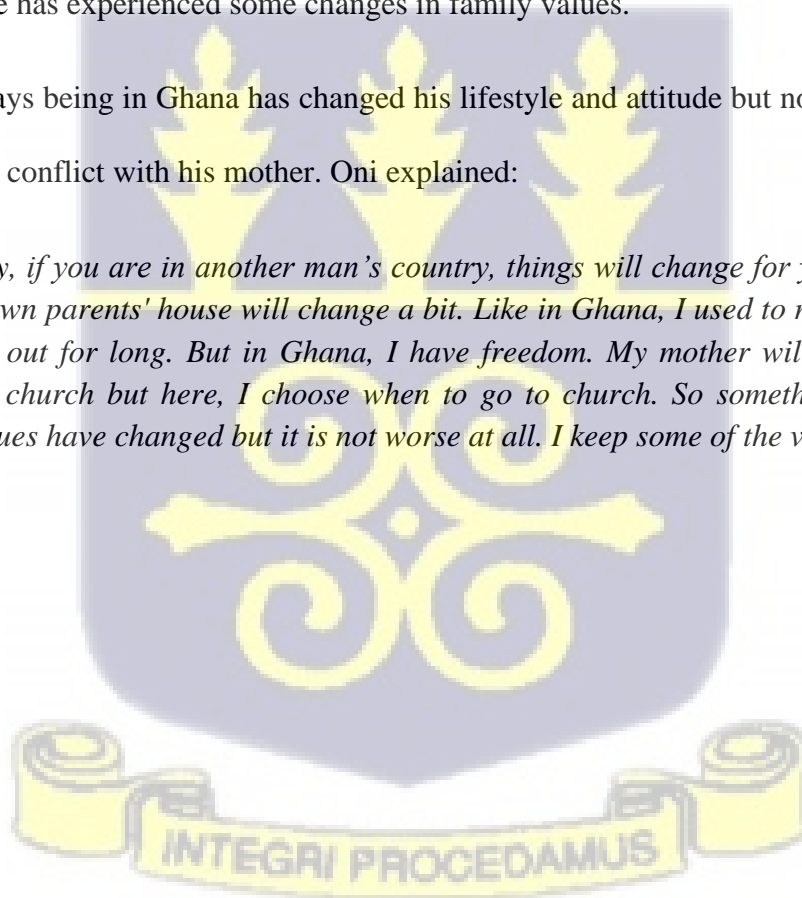 e has experienced some changes in family values.
ays being in Ghana has changed his lifestyle and attitude but no
conflict with his mother. Oni explained:
y, if you are in another man's country, things will change for y
wn parents' house will change a bit. Like in Ghana, I used to
out for long. But in Ghana, I have freedom. My mother wil
church but here, I choose when to go to church. So someth
ues have changed but it is not worse at all. I keep some of the v
INTEGRI PROCEDAMUS